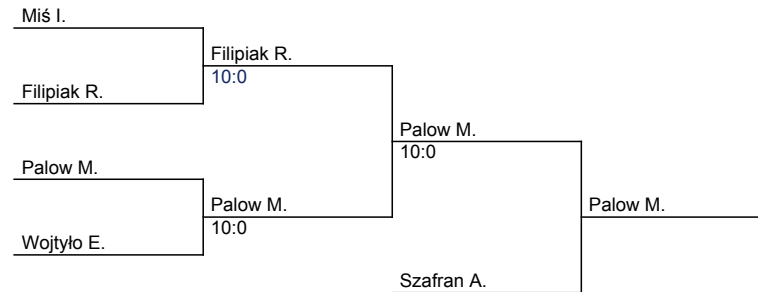 Miś I.
Filipiak R.
10:0
Filipiak R.
Palow M.
10:0
Palow M.
Palow M.
10:0
Palow M.
Wojtyło E.
Szafran A.